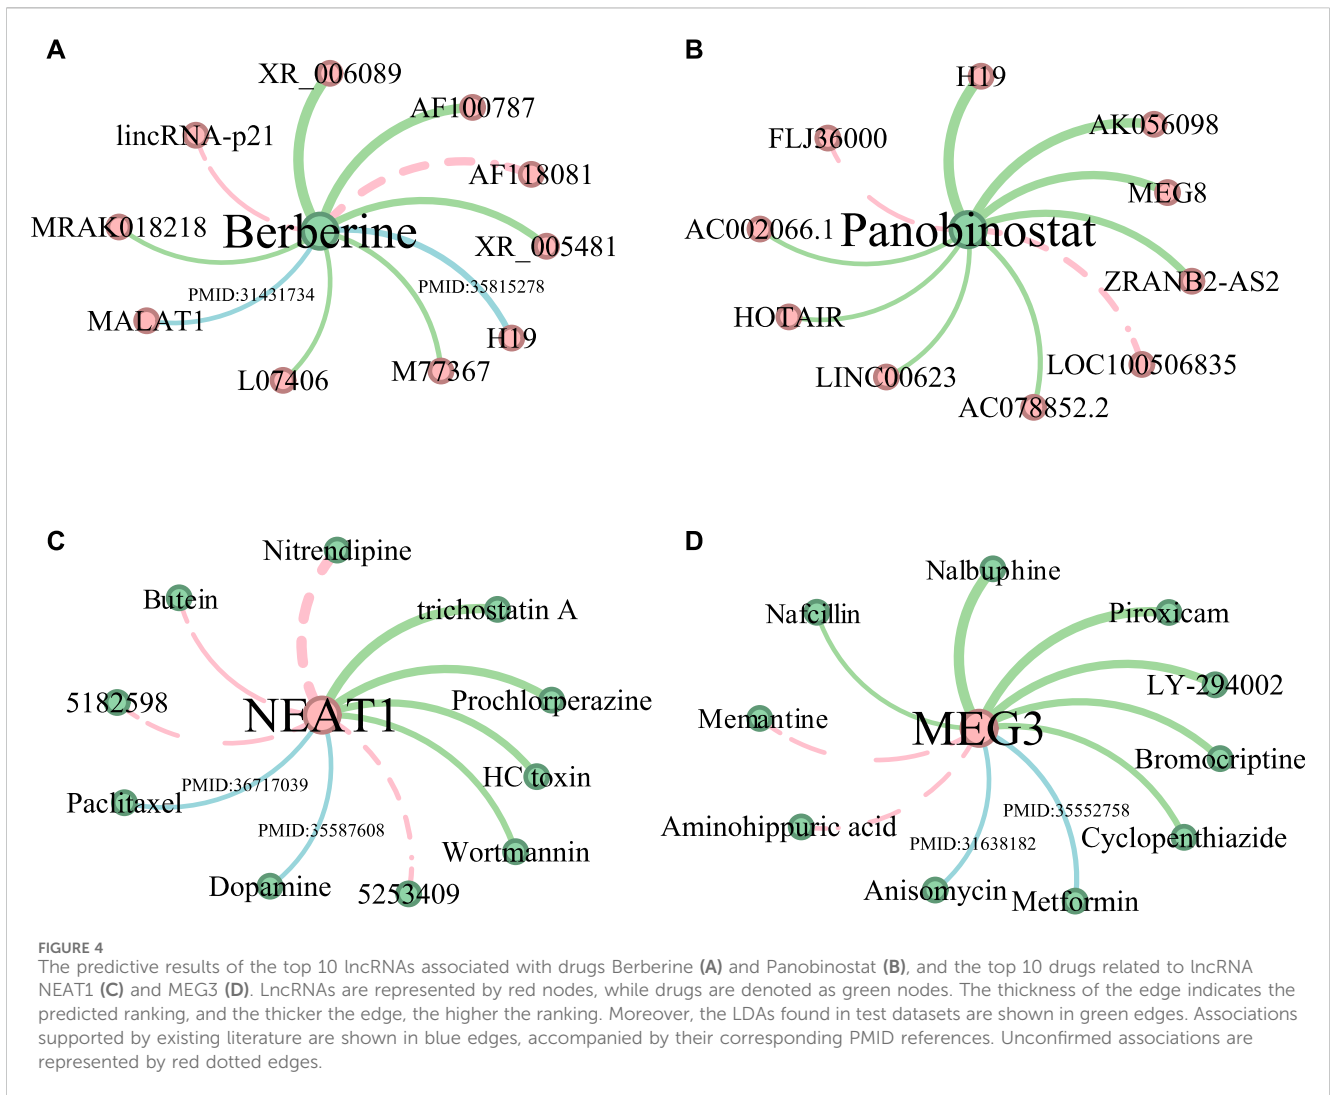 A
XR_006089
AF100787
lincRNA-p21
AF118081
MRAK018218
Berberine
XR_005481
PMID:31431734
PMID:35815278
MALAT1
H19
L07406
M77367
B
H19
AK056098
FLJ36000
MEG8
AC002066.1
Panobinostat
ZRANB2-AS2
HOTAIR
LOC100506835
LINC00623
AC078852.2
C
Nitrendipine
Butein
trichostatin A
5182598
Prochlorperazine
NEAT1
HC toxin
PMID:36717039
Paclitaxel
PMID:35587608
Wortmannin
Dopamine
5253409
D
Nalbuphine
Nafcillin
Piroxicam
LY-294002
Memantine
MEG3
Bromocriptine
PMID:35552758
Aminohippuric acid
PMID:31638182
Cyclopenthiazide
Anisomycin
Metformin
FIGURE 4
The predictive results of the top 10 lncRNAs associated with drugs Berberine (A) and Panobinostat (B), and the top 10 drugs related to lncRNA
NEAT1 (C) and MEG3 (D). LncRNAs are represented by red nodes, while drugs are denoted as green nodes. The thickness of the edge indicates the
predicted ranking, and the thicker the edge, the higher the ranking. Moreover, the LDAs found in test datasets are shown in green edges. Associations
supported by existing literature are shown in blue edges, accompanied by their corresponding PMID references. Unconfirmed associations are
represented by red dotted edges.